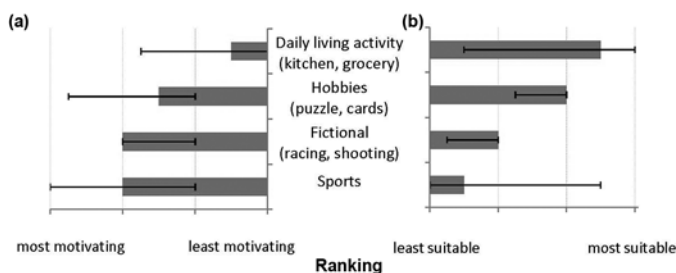 (a)
(b)
Daily living activity
(kitchen, grocery)
Hobbies
(puzzle, cards)
Fictional
(racing, shooting)
Sports
most motivating
least motivating
least suitable
most suitable
Ranking